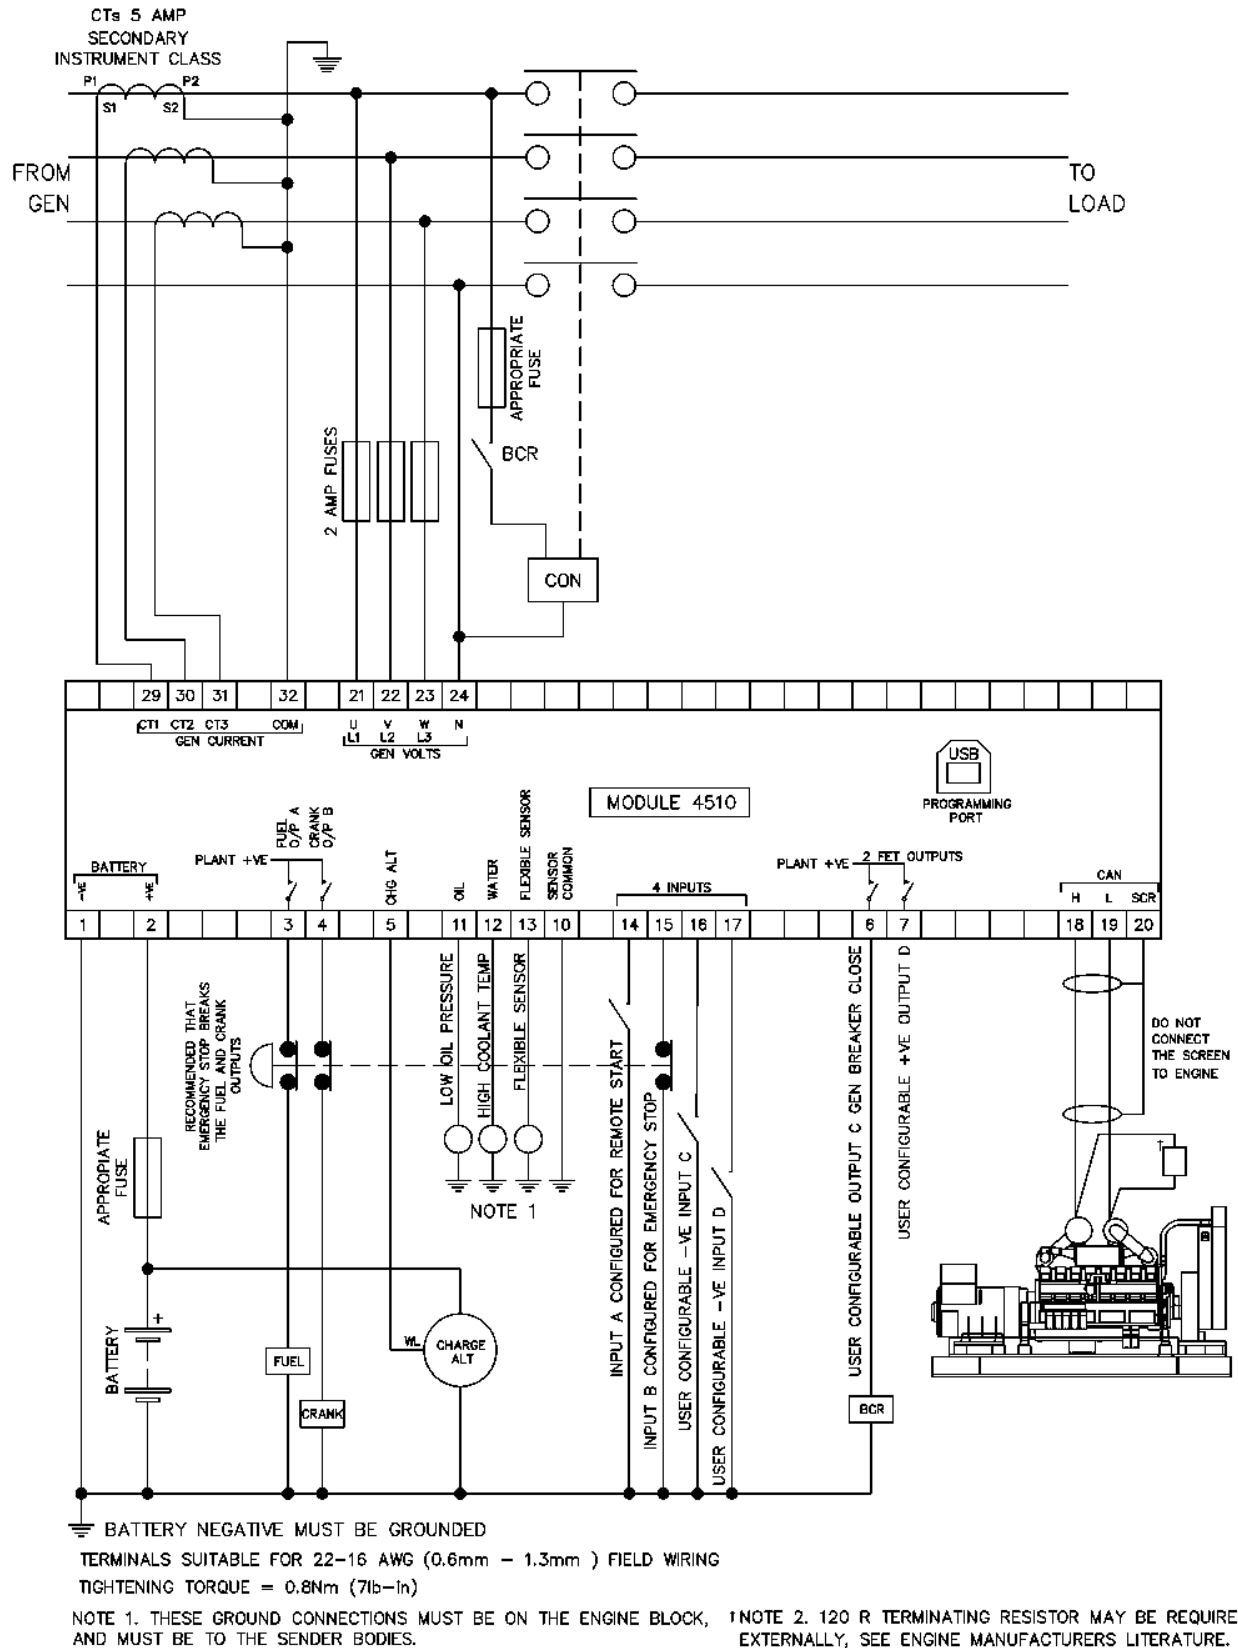 CTs 5 AMP
SECONDARY
INSTRUMENT CLASS
P1
P2
S1
S2
FROM
GEN
TO
LOAD
APPROPRIATE
FUSE
BCR
2 AMP FUSES
CON
29 30 31 32 21 22 23 24
CT1 CT2 CT3 COM
GEN CURRENT
U V W N
L1 L2 L3
GEN VOLTS
USB
PROGRAMMING
PORT
MODULE 4510
BATTERY
-VE
+VE
PLANT +VE
FUEL
O/P A
CRANK
O/P B
CHG ALT
OIL
WATER
FLEXIBLE SENSOR
SENSOR
COMMON
4 INPUTS
PLANT +VE
2 FET OUTPUTS
CAN
H L SCR
1 2 3 4 5 11 12 13 10 14 15 16 17 6 7 18 19 20
RECOMMENDED THAT
EMERGENCY STOP BREAKS
THE FUEL AND CRANK
OUTPUTS
LOW OIL PRESSURE
HIGH COOLANT TEMP
FLEXIBLE SENSOR
NOTE 1
INPUT A CONFIGURED FOR REMOTE START
INPUT B CONFIGURED FOR EMERGENCY STOP
USER CONFIGURABLE -VE INPUT C
USER CONFIGURABLE -VE INPUT D
USER CONFIGURABLE OUTPUT C GEN BREAKER CLOSE
USER CONFIGURABLE +VE OUTPUT D
DO NOT
CONNECT
THE SCREEN
TO ENGINE
APPROPIATE
FUSE
+
BATTERY
FUEL
CRANK
WL
CHARGE
ALT
BCR
BATTERY NEGATIVE MUST BE GROUNDED
TERMINALS SUITABLE FOR 22-16 AWG (0.6mm - 1.3mm ) FIELD WIRING
TIGHTENING TORQUE = 0.8Nm (7lb-in)
NOTE 1. THESE GROUND CONNECTIONS MUST BE ON THE ENGINE BLOCK,
AND MUST BE TO THE SENDER BODIES.
† NOTE 2. 120 R TERMINATING RESISTOR MAY BE REQUIRE
EXTERNALLY, SEE ENGINE MANUFACTURERS LITERATURE.